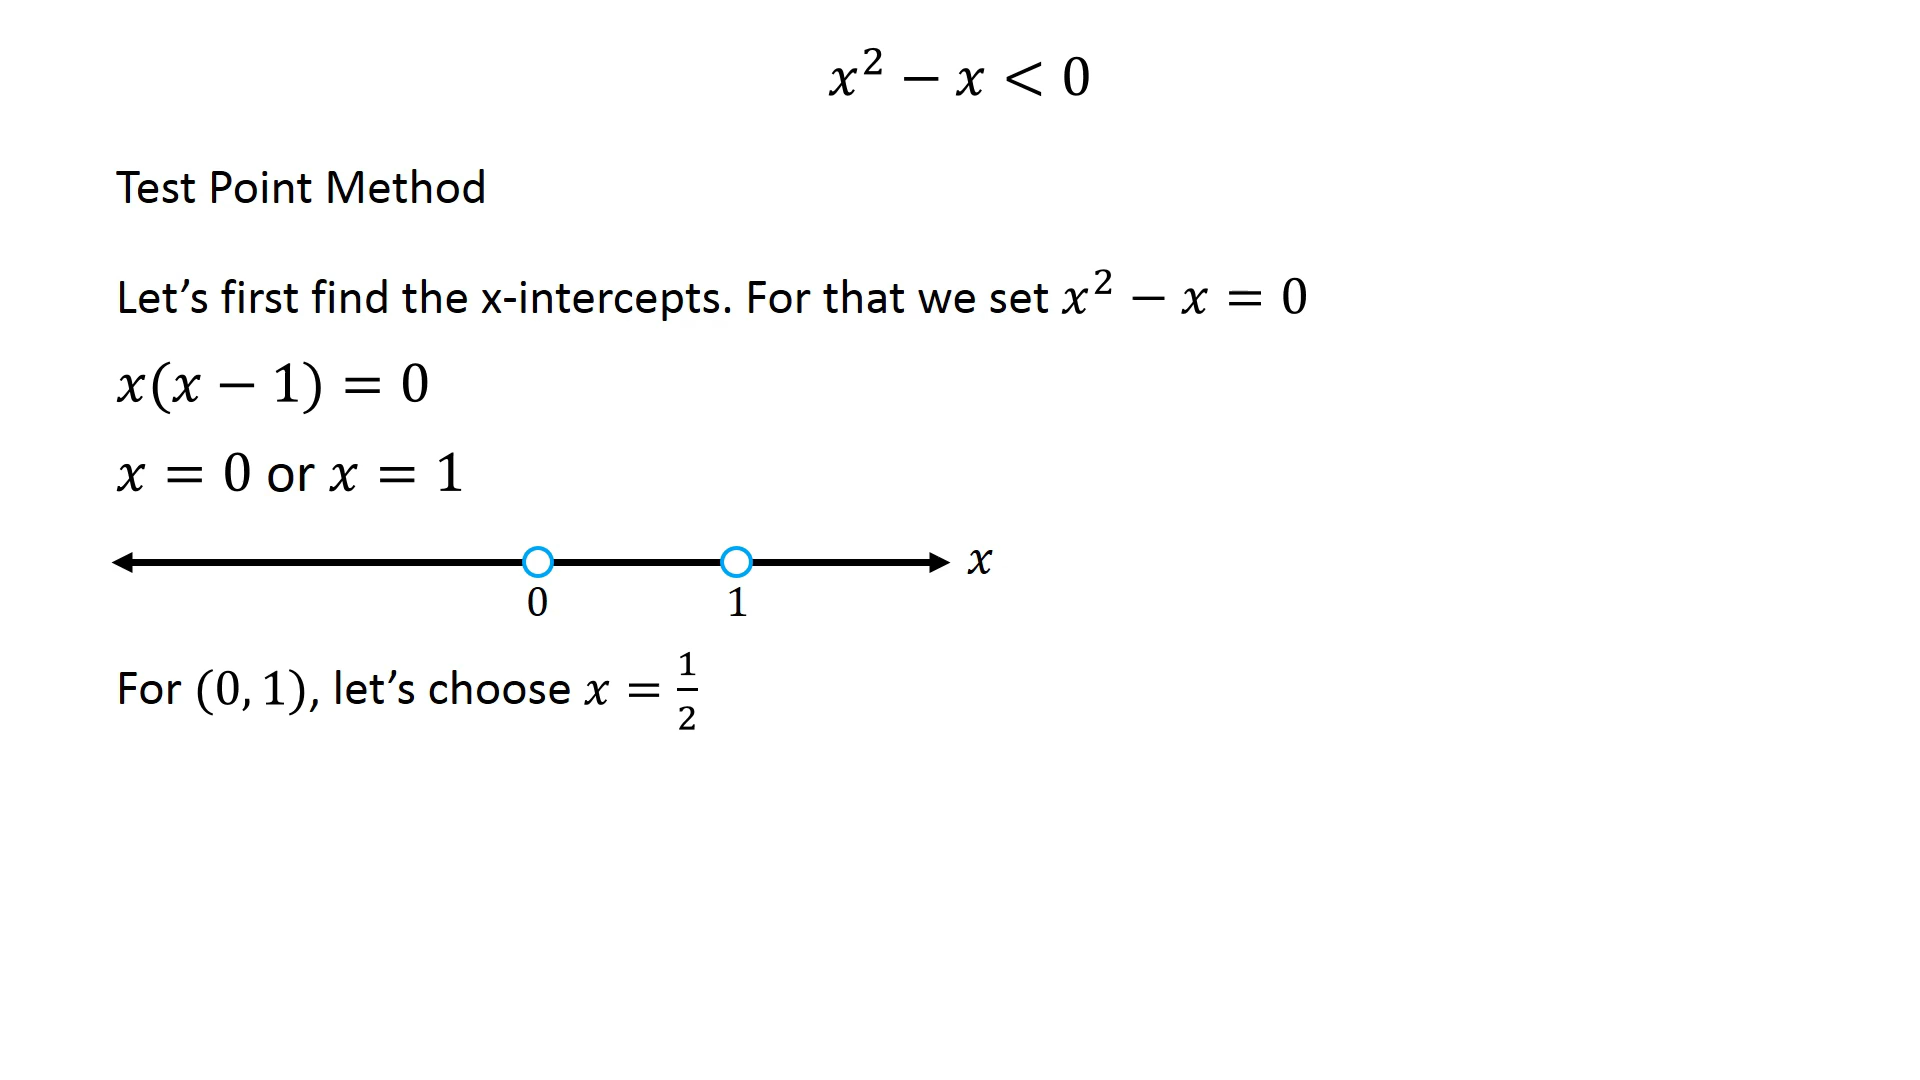 x² − x < 0
Test Point Method
Let’s first find the x-intercepts. For that we set x² − x = 0
x(x − 1) = 0
x = 0 or x = 1
x
0 1
For (0, 1), let’s choose x = 1/2